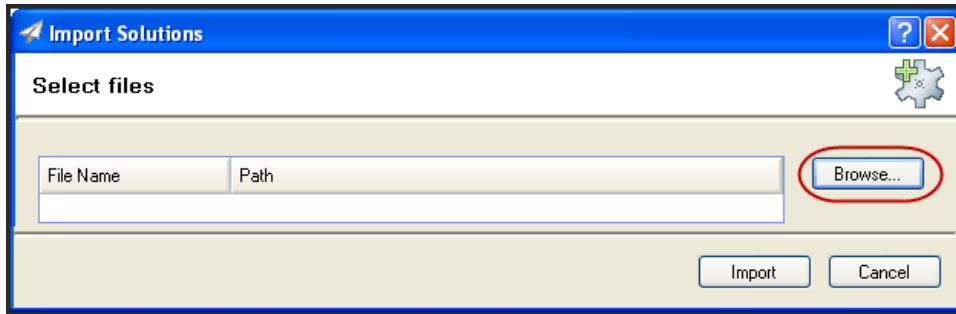 Import Solutions
?
Select files
File Name Path
Browse...
Import Cancel